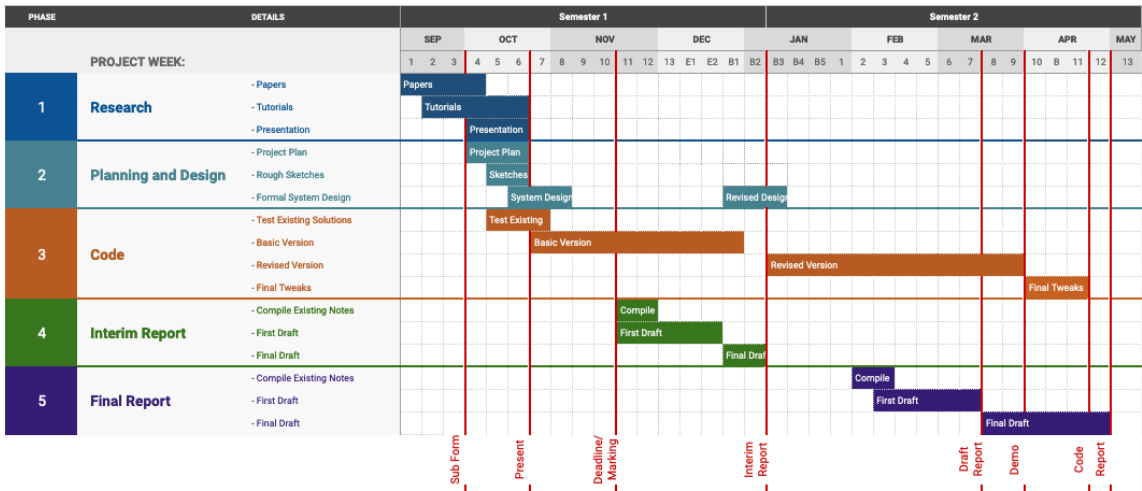 PHASE DETAILS Semester 1 Semester 2
SEP OCT NOV DEC JAN FEB MAR APR MAY
PROJECT WEEK: 1 2 3 4 5 6 7 8 9 10 11 12 13 E1 E2 B1 B2 B3 B4 B5 1 2 3 4 5 6 7 8 9 10 B 11 12 13
1 Research - Papers Papers
- Tutorials Tutorials
- Presentation Presentation
2 Planning and Design - Project Plan Project Plan
- Rough Sketches Sketches
- Formal System Design System Design Revised Design
3 Code - Test Existing Solutions Test Existing
- Basic Version Basic Version
- Revised Version Revised Version
- Final Tweaks Final Tweaks
4 Interim Report - Compile Existing Notes Compile
- First Draft First Draft
- Final Draft Final Draf
5 Final Report - Compile Existing Notes Compile
- First Draft First Draft
- Final Draft Final Draft
Sub Form
Present
Deadline/
Marking
Interim
Report
Draft
Report
Demo
Code
Report